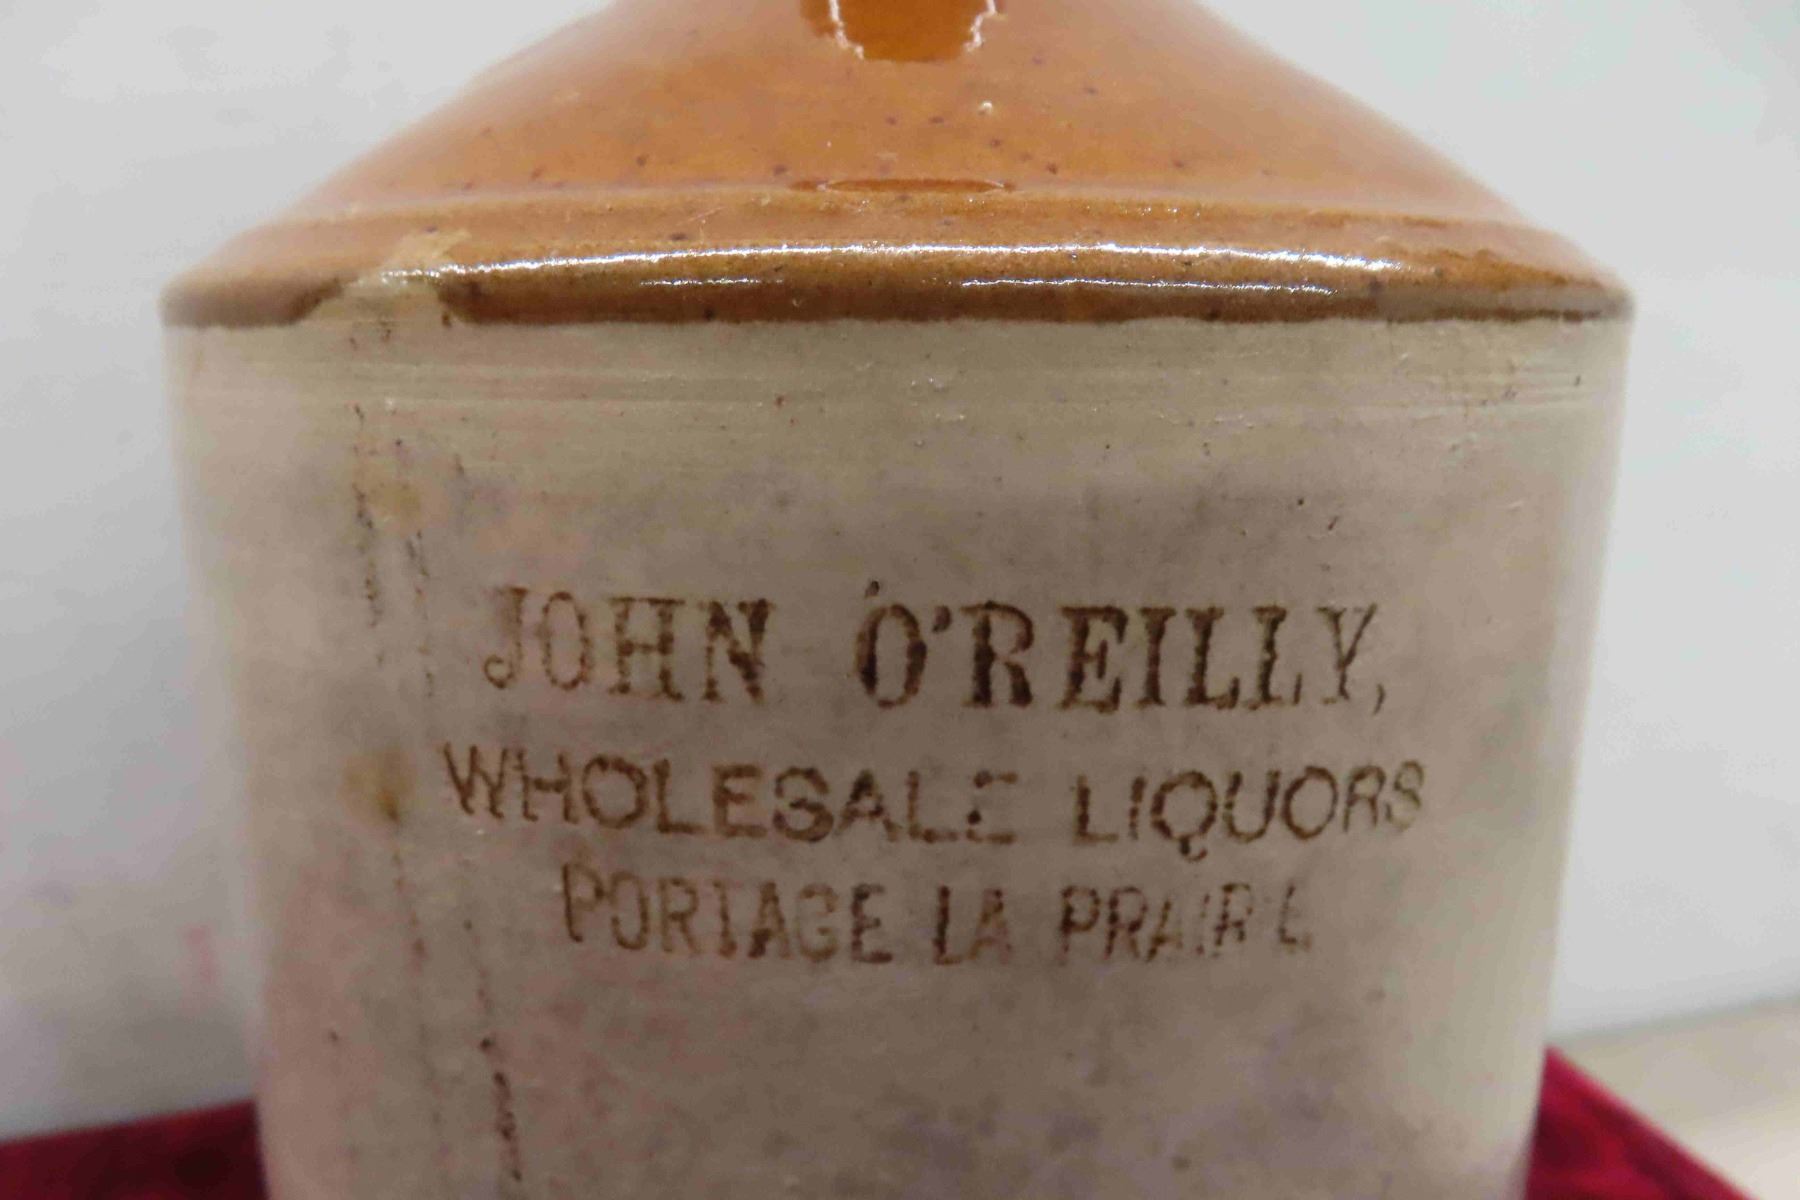 JOHN O'REILLY,
WHOLESALE LIQUORS
PORTAGE LA PRAIRIE